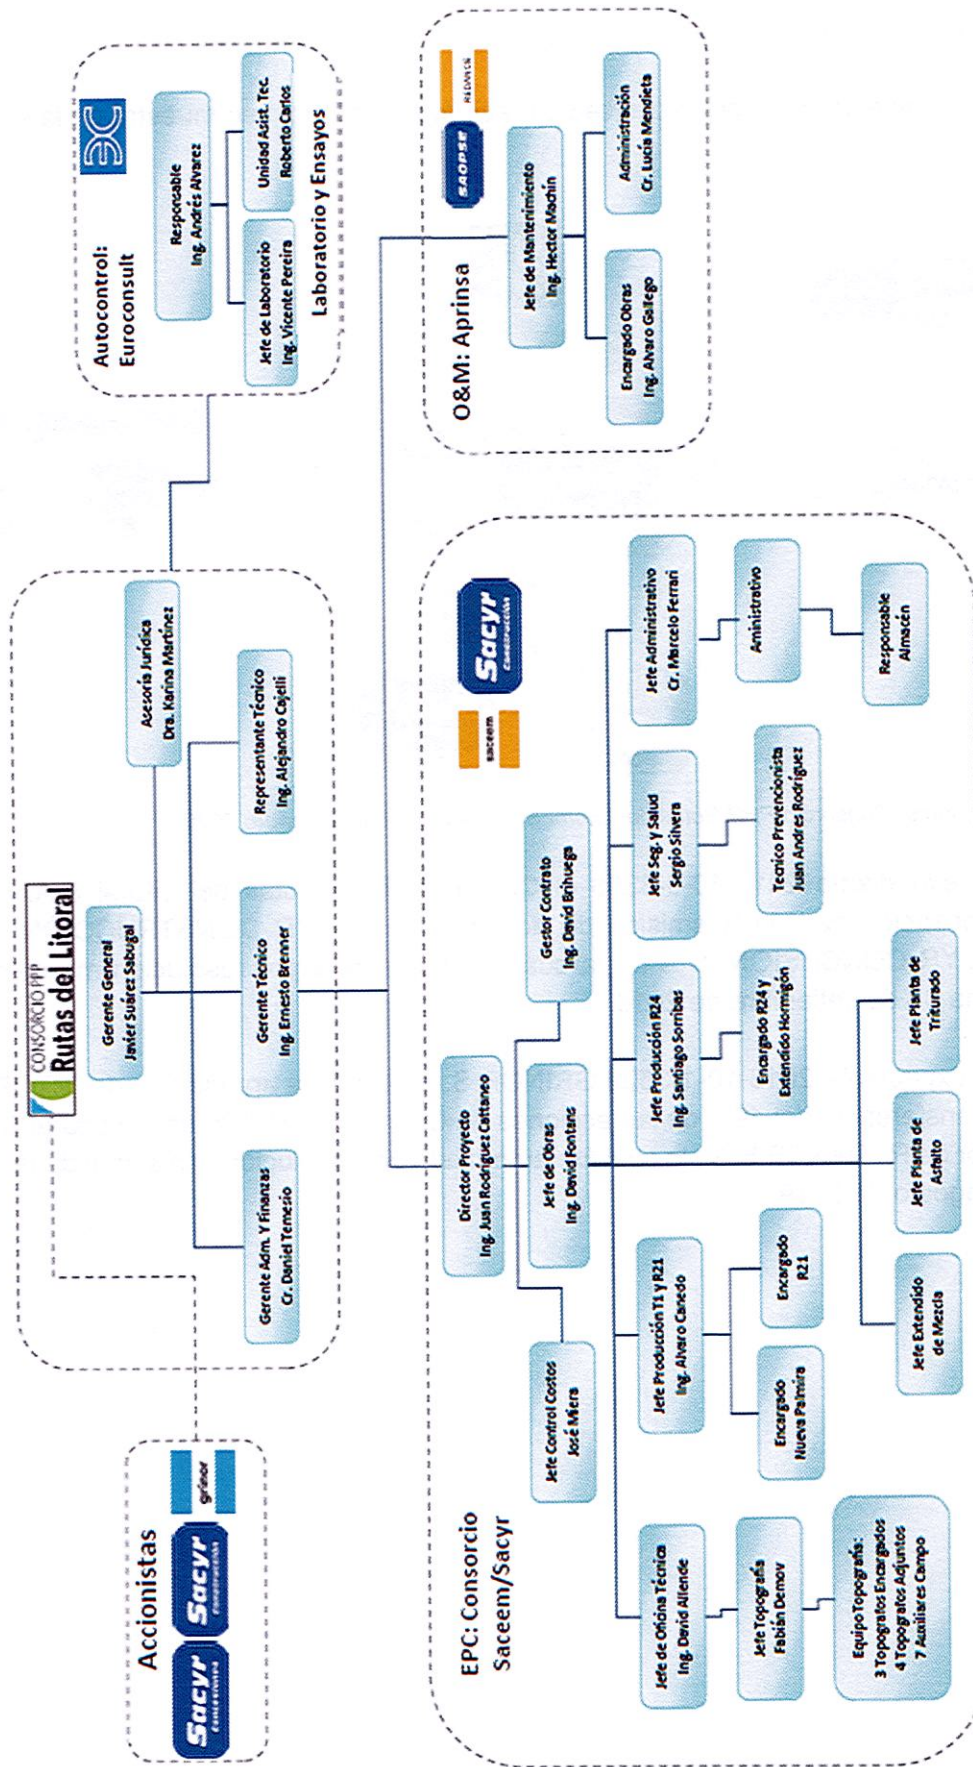 Accionistas
Sacyr
Concesiones
Sacyr
Construcción
grinor
CONSORCIO PPP
Rutas del Litoral
Gerente General
Javier Suárez Sabugal
Asesoría Jurídica
Dra. Karina Martínez
Gerente Adm. Y Finanzas
Cr. Daniel Temesio
Gerente Técnico
Ing. Ernesto Brenner
Representante Técnico
Ing. Alejandro Cajelli
Autocontrol:
Euroconsult
Responsable
Ing. Andrés Alvarez
Jefe de Laboratorio
Ing. Vicente Pereira
Unidad Asist. Tec.
Roberto Carlos
Laboratorio y Ensayos
EPC: Consorcio
Saceem/Sacyr
saceem
Sacyr
Construcción
Director Proyecto
Ing. Juan Rodríguez Cattaneo
Jefe Control Costos
José Miera
Gestor Contrato
Ing. David Brihuega
Jefe de Obras
Ing. David Fontans
Jefe de Oficina Técnica
Ing. David Allende
Jefe Producción T1 y R21
Ing. Alvaro Canedo
Jefe Producción R24
Ing. Santiago Sorribas
Jefe Seg. y Salud
Sergio Silvera
Jefe Administrativo
Cr. Marcelo Ferrari
Jefe Topografía
Fabián Demov
Encargado
Nueva Palmira
Encargado
R21
Encargado R24 y
Extendido Hormigón
Tecnico Prevencionista
Juan Andres Rodríguez
Aministrativo
Responsable
Almacén
Equipo Topografía:
3 Topografos Encargados
4 Topografos Adjuntos
7 Auxiliares Campo
Jefe Extendido
de Mezcla
Jefe Planta de
Asfalto
Jefe Planta de
Triturado
O&M: Aprinsa
SAOPSE
Jefe de Mantenimiento
Ing. Hector Machín
Encargado Obras
Ing. Alvaro Gallego
Administración
Cr. Lucía Mendieta